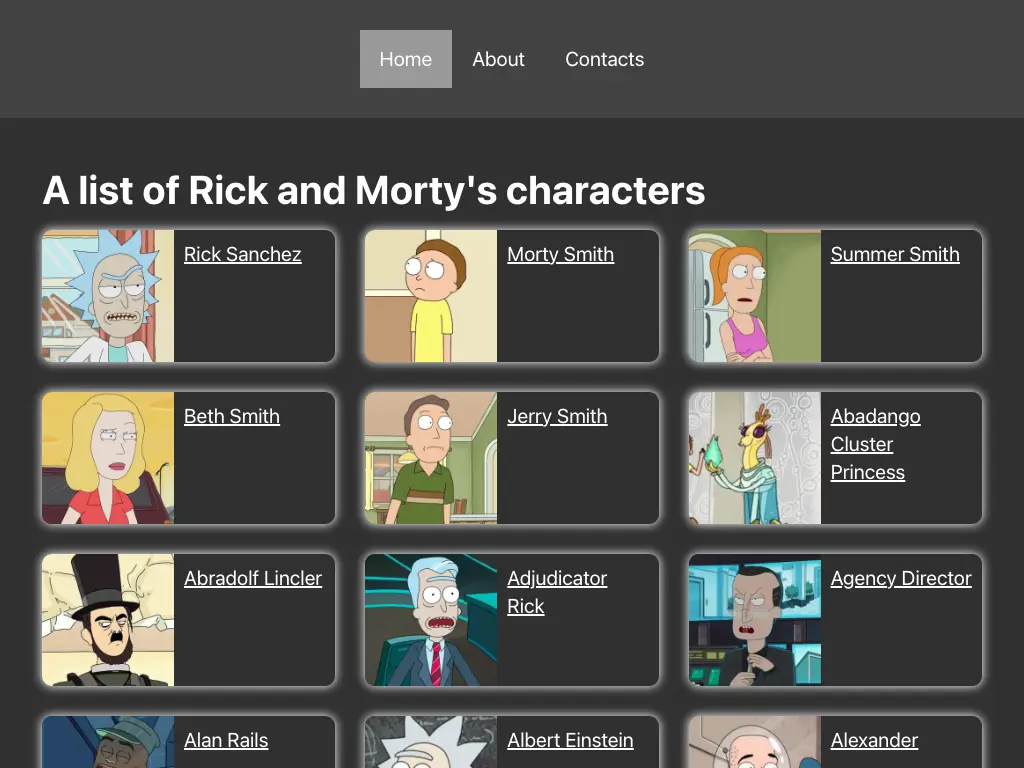 Home About Contacts
A list of Rick and Morty's characters
Rick Sanchez
Morty Smith
Summer Smith
Beth Smith
Jerry Smith
Abadango
Cluster
Princess
Abradolf Lincler
Adjudicator
Rick
Agency Director
Alan Rails
Albert Einstein
Alexander